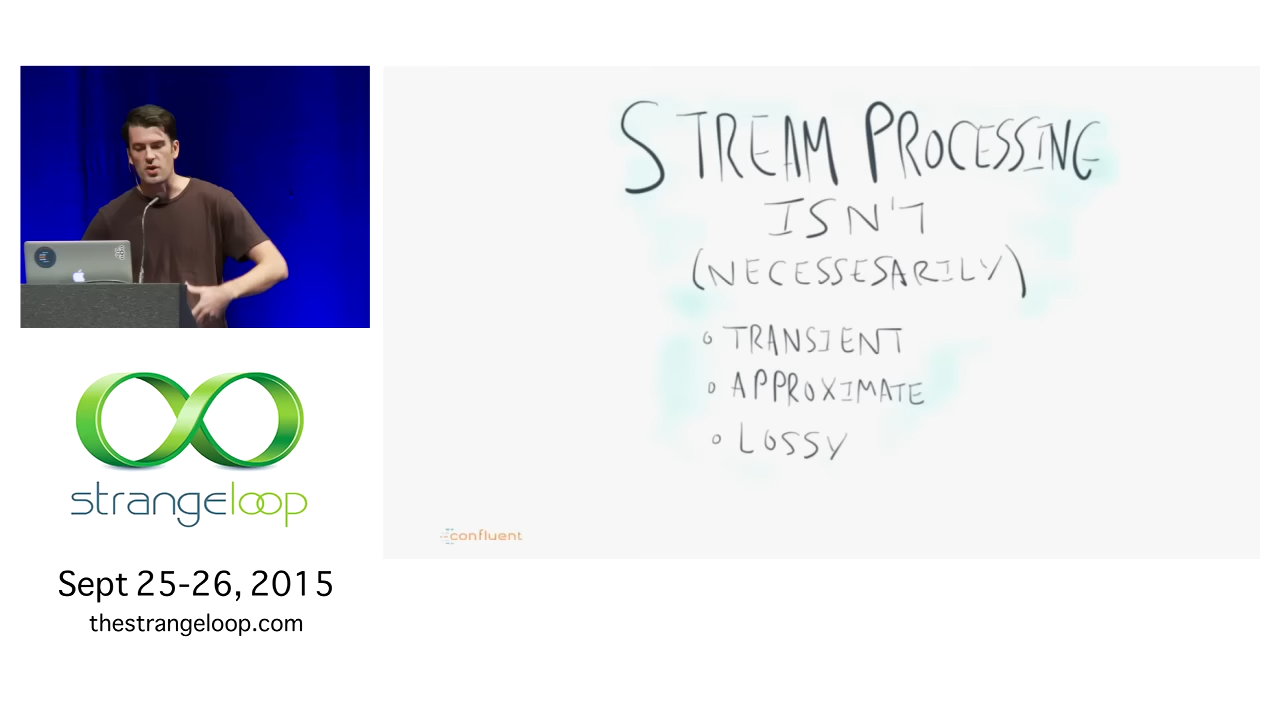 STREAM PROCESSING
ISN'T
(NECESSESARILY)
○ TRANSIENT
○ APPROXIMATE
○ LOSSY
confluent
strangeloop
Sept 25-26, 2015
thestrangeloop.com